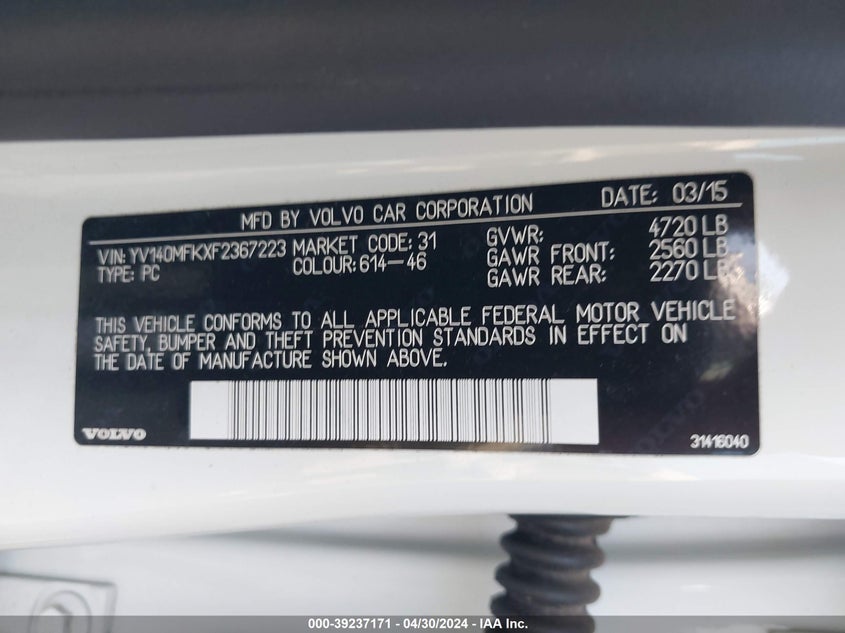 MFD BY VOLVO CAR CORPORATION DATE: 03/15
VIN: YV140MFKXF2367223 MARKET CODE: 31 GVWR: 4720 LB
TYPE: PC COLOUR: 614-46 GAWR FRONT: 2560 LB
GAWR REAR: 2270 LB
THIS VEHICLE CONFORMS TO ALL APPLICABLE FEDERAL MOTOR VEHICLE
SAFETY, BUMPER AND THEFT PREVENTION STANDARDS IN EFFECT ON
THE DATE OF MANUFACTURE SHOWN ABOVE.
VOLVO 31416040
000-39237171 - 04/30/2024 - IAA Inc.